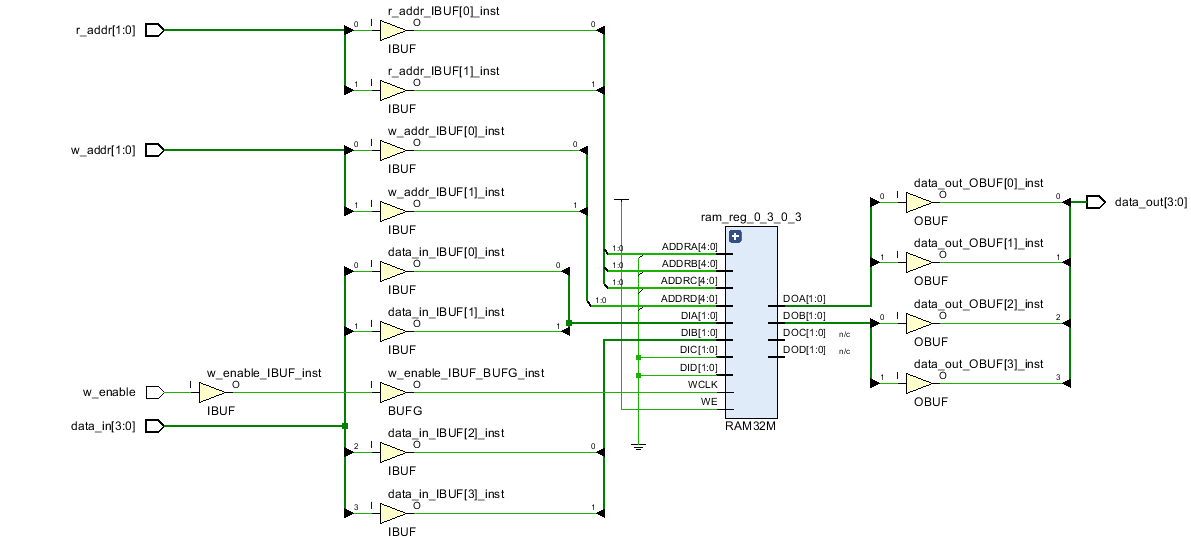 r_addr[1:0]
0 I r_addr_IBUF[0]_inst O 0
IBUF
1 I r_addr_IBUF[1]_inst O 1
IBUF
w_addr[1:0]
0 I w_addr_IBUF[0]_inst O 0
IBUF
1 I w_addr_IBUF[1]_inst O 1
IBUF
0 I data_in_IBUF[0]_inst O 0
IBUF
1 I data_in_IBUF[1]_inst O 1
IBUF
w_enable
I w_enable_IBUF_inst O
IBUF
I w_enable_IBUF_BUFG_inst O
BUFG
data_in[3:0]
2 I data_in_IBUF[2]_inst O 0
IBUF
3 I data_in_IBUF[3]_inst O 1
IBUF
ram_reg_0_3_0_3
1:0 ADDRA[4:0]
1:0 ADDRB[4:0]
1:0 ADDRC[4:0]
1:0 ADDRD[4:0]
DIA[1:0]
DIB[1:0]
DIC[1:0]
DID[1:0]
WCLK
WE
DOA[1:0]
DOB[1:0]
DOC[1:0] n/c
DOD[1:0] n/c
RAM32M
0 I data_out_OBUF[0]_inst O 0
OBUF
1 I data_out_OBUF[1]_inst O 1
OBUF
0 I data_out_OBUF[2]_inst O 2
OBUF
1 I data_out_OBUF[3]_inst O 3
OBUF
data_out[3:0]